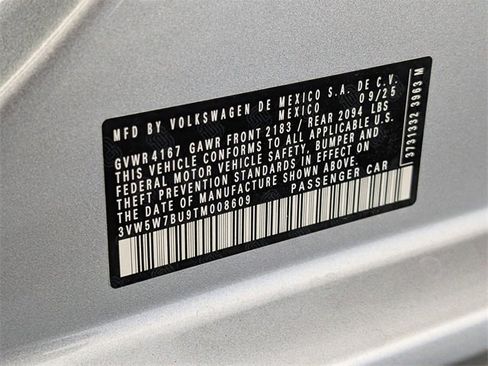 MFD BY VOLKSWAGEN DE MEXICO S.A. DE C.V.
MEXICO 09/25
GVWR 4167 GAWR FRONT 2183 / REAR 2094 LBS
THIS VEHICLE CONFORMS TO ALL APPLICABLE U.S.
FEDERAL MOTOR VEHICLE SAFETY, BUMPER, AND
THEFT PREVENTION STANDARDS IN EFFECT ON
THE DATE OF MANUFACTURE SHOWN ABOVE.
3VW5W7BU9TM008609 PASSENGER CAR
3731332 3963 M